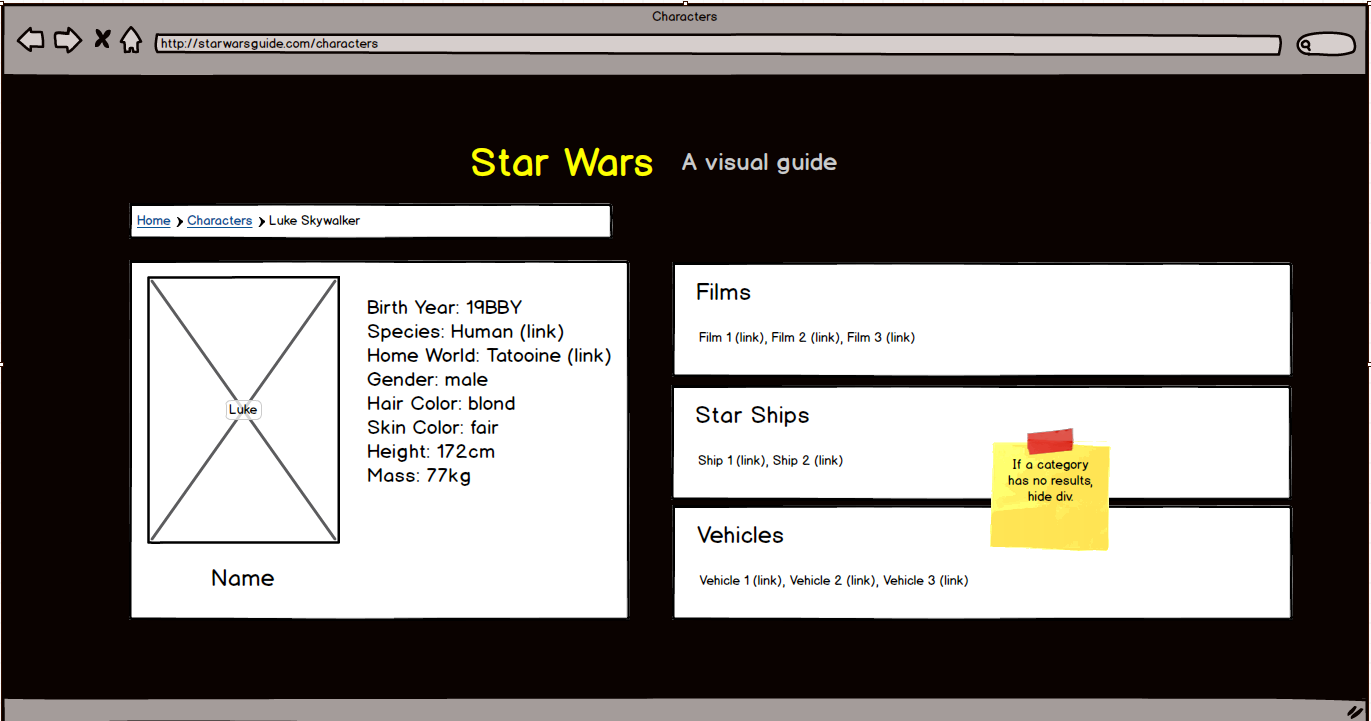 Characters
http://starwarsguide.com/characters
Star Wars A visual guide
Home Characters Luke Skywalker
Luke
Birth Year: 19BBY
Species: Human (link)
Home World: Tatooine (link)
Gender: male
Hair Color: blond
Skin Color: fair
Height: 172cm
Mass: 77kg
Name
Films
Film 1 (link), Film 2 (link), Film 3 (link)
Star Ships
Ship 1 (link), Ship 2 (link)
If a category
has no results,
hide div.
Vehicles
Vehicle 1 (link), Vehicle 2 (link), Vehicle 3 (link)